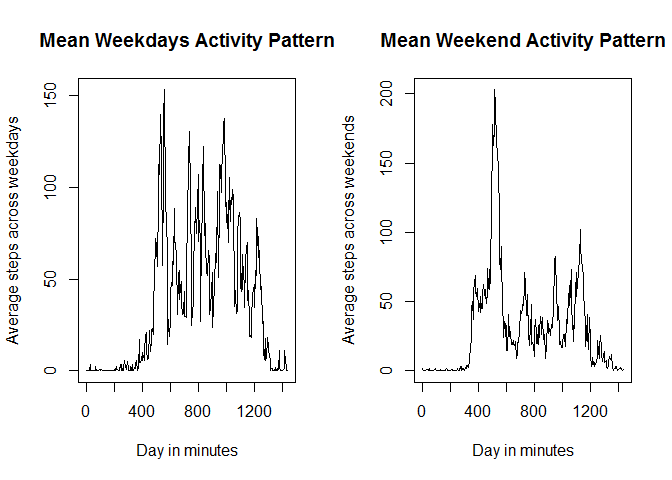 Mean Weekdays Activity Pattern
Average steps across weekdays
150
100
50
0
0 400 800 1200
Day in minutes
Mean Weekend Activity Pattern
Average steps across weekends
200
150
100
50
0
0 400 800 1200
Day in minutes